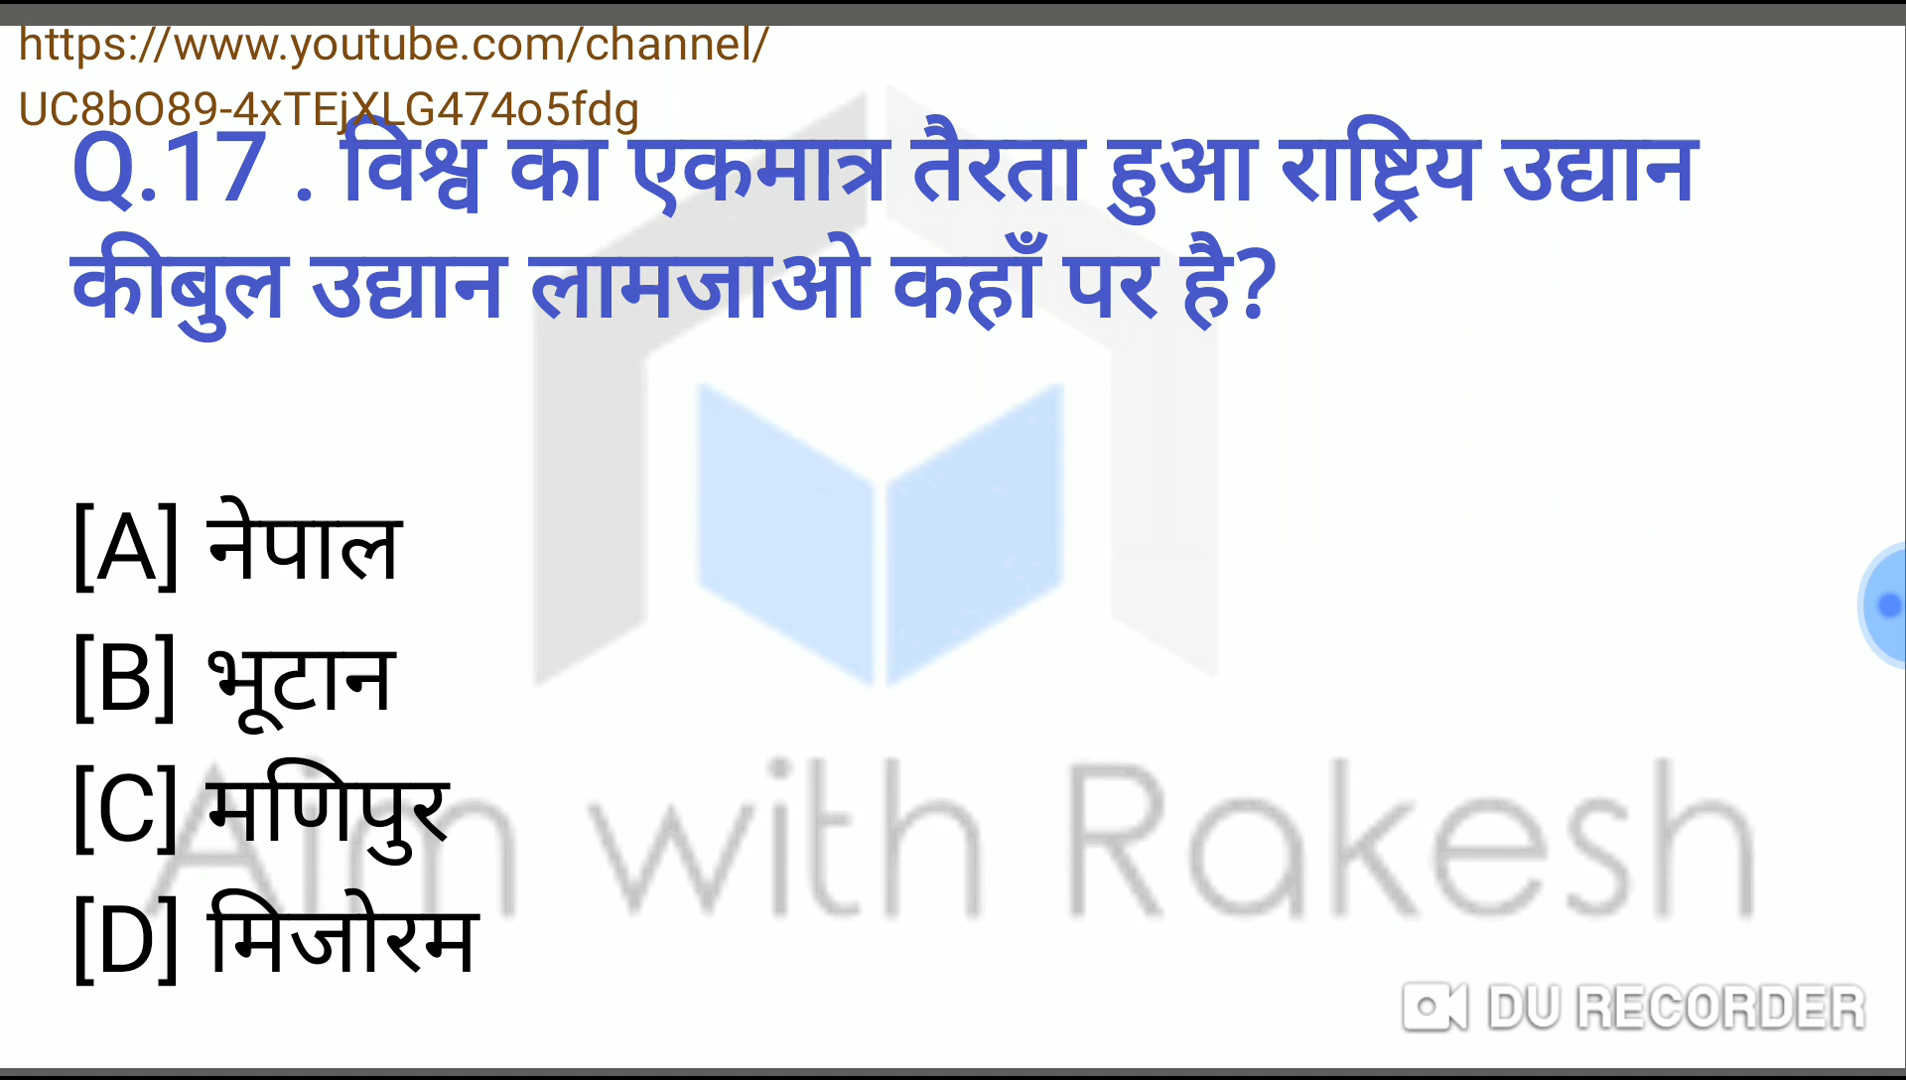 https://www.youtube.com/channel/
UC8bO89-4xTEjXLG474o5fdg
Q.17 . विश्व का एकमात्र तैरता हुआ राष्ट्रिय उद्यान
कीबुल उद्यान लामजाओ कहाँ पर है?
[A] नेपाल
[B] भूटान
[C] मणिपुर
[D] मिजोरम
Aim with Rakesh
DU RECORDER